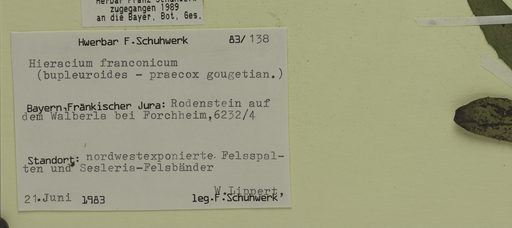 Herbar Franz Schuhwerk
zugegangen 1989
an die Bayer. Bot. Ges.
Hwerbar F.Schuhwerk 83/138
Hieracium franconicum
(bupleuroides - praecox gougetian.)
Bayern,Fränkischer Jura: Rodenstein auf
dem Walberla bei Forchheim,6232/4
Standort: nordwestexponierte Felsspal-
ten und Sesleria-Felsbänder
W.Lippert,
21.Juni 1983 leg.F.Schuhwerk